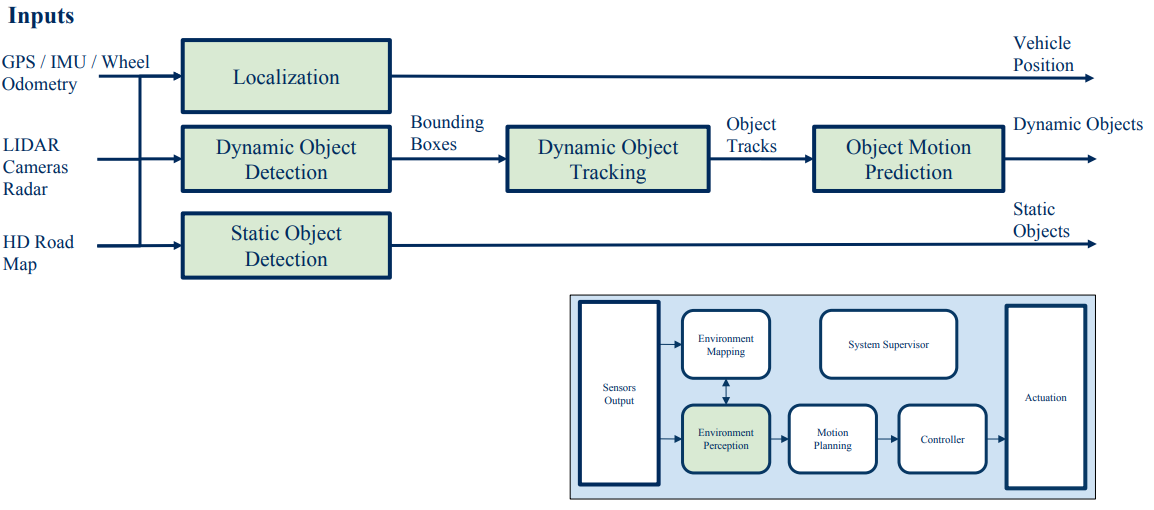 Inputs
GPS / IMU / Wheel
Odometry
Localization
Vehicle
Position
LIDAR
Cameras
Radar
Dynamic Object
Detection
Bounding
Boxes
Dynamic Object
Tracking
Object
Tracks
Object Motion
Prediction
Dynamic Objects
HD Road
Map
Static Object
Detection
Static
Objects
Sensors
Output
Environment
Mapping
System Supervisor
Environment
Perception
Motion
Planning
Controller
Actuation